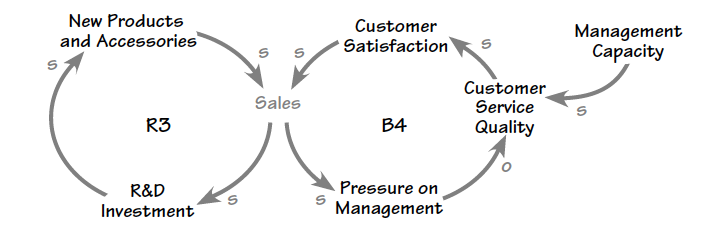 New Products
and Accessories
S
S
R3
R&D
Investment
S
Sales
S
Customer
Satisfaction
S
B4
S
Pressure on
Management
O
Customer
Service
Quality
Management
Capacity
S